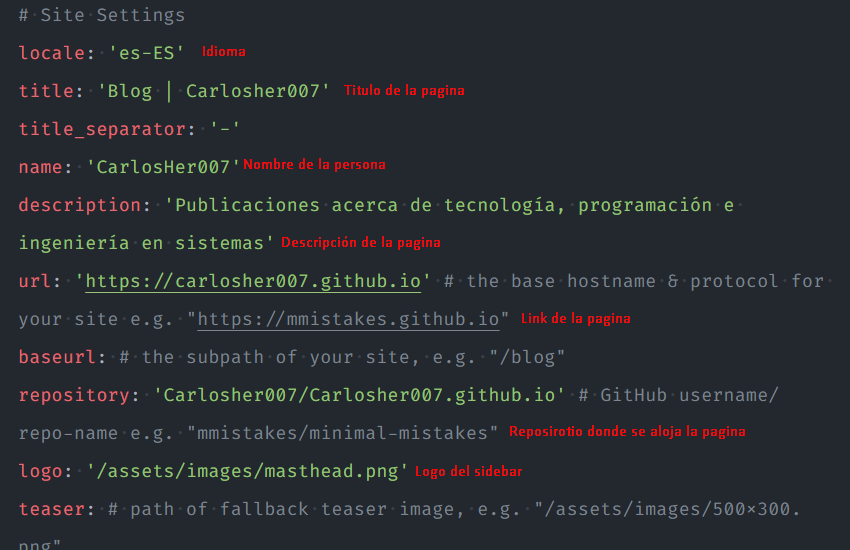 # Site Settings
locale: 'es-ES' Idioma
title: 'Blog | Carlosher007' Titulo de la pagina
title_separator: '-'
name: 'CarlosHer007' Nombre de la persona
description: 'Publicaciones acerca de tecnología, programación e
ingeniería en sistemas' Descripción de la pagina
url: 'https://carlosher007.github.io' # the base hostname & protocol for
your site e.g. "https://mmistakes.github.io" Link de la pagina
baseurl: # the subpath of your site, e.g. "/blog"
repository: 'Carlosher007/Carlosher007.github.io' # GitHub username/
repo-name e.g. "mmistakes/minimal-mistakes" Reposirotio donde se aloja la pagina
logo: '/assets/images/masthead.png' Logo del sidebar
teaser: # path of fallback teaser image, e.g. "/assets/images/500×300.
png"